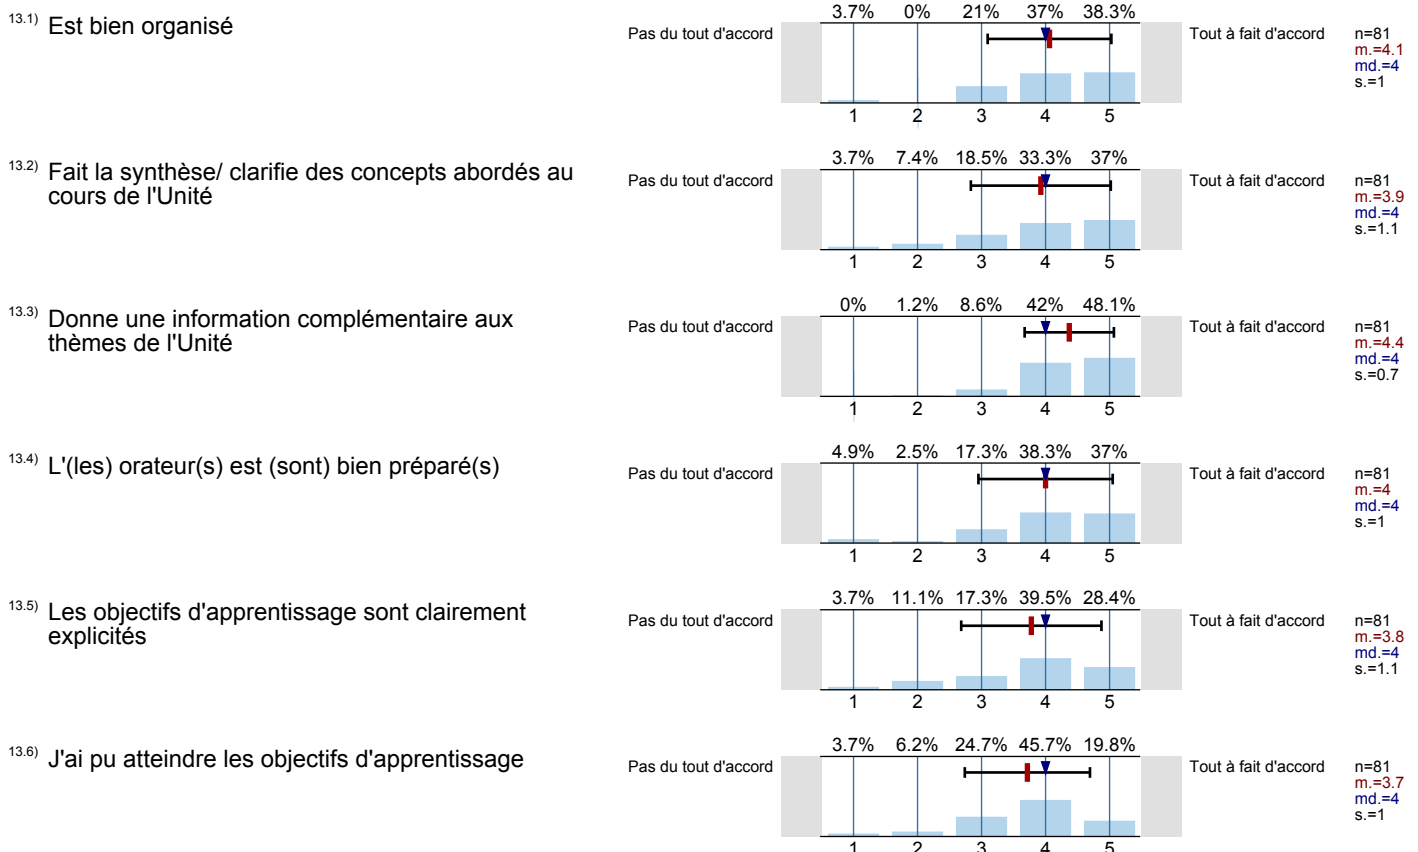 3.7% 0% 21% 37% 38.3%
13.1) Est bien organisé
Pas du tout d'accord
Tout à fait d'accord
n=81
m.=4.1
md.=4
s.=1
1 2 3 4 5
3.7% 7.4% 18.5% 33.3% 37%
13.2) Fait la synthèse/ clarifie des concepts abordés au
cours de l'Unité
Pas du tout d'accord
Tout à fait d'accord
n=81
m.=3.9
md.=4
s.=1.1
1 2 3 4 5
0% 1.2% 8.6% 42% 48.1%
13.3) Donne une information complémentaire aux
thèmes de l'Unité
Pas du tout d'accord
Tout à fait d'accord
n=81
m.=4.4
md.=4
s.=0.7
1 2 3 4 5
4.9% 2.5% 17.3% 38.3% 37%
13.4) L'(les) orateur(s) est (sont) bien préparé(s)
Pas du tout d'accord
Tout à fait d'accord
n=81
m.=4
md.=4
s.=1
1 2 3 4 5
3.7% 11.1% 17.3% 39.5% 28.4%
13.5) Les objectifs d'apprentissage sont clairement
explicités
Pas du tout d'accord
Tout à fait d'accord
n=81
m.=3.8
md.=4
s.=1.1
1 2 3 4 5
3.7% 6.2% 24.7% 45.7% 19.8%
13.6) J'ai pu atteindre les objectifs d'apprentissage
Pas du tout d'accord
Tout à fait d'accord
n=81
m.=3.7
md.=4
s.=1
1 2 3 4 5